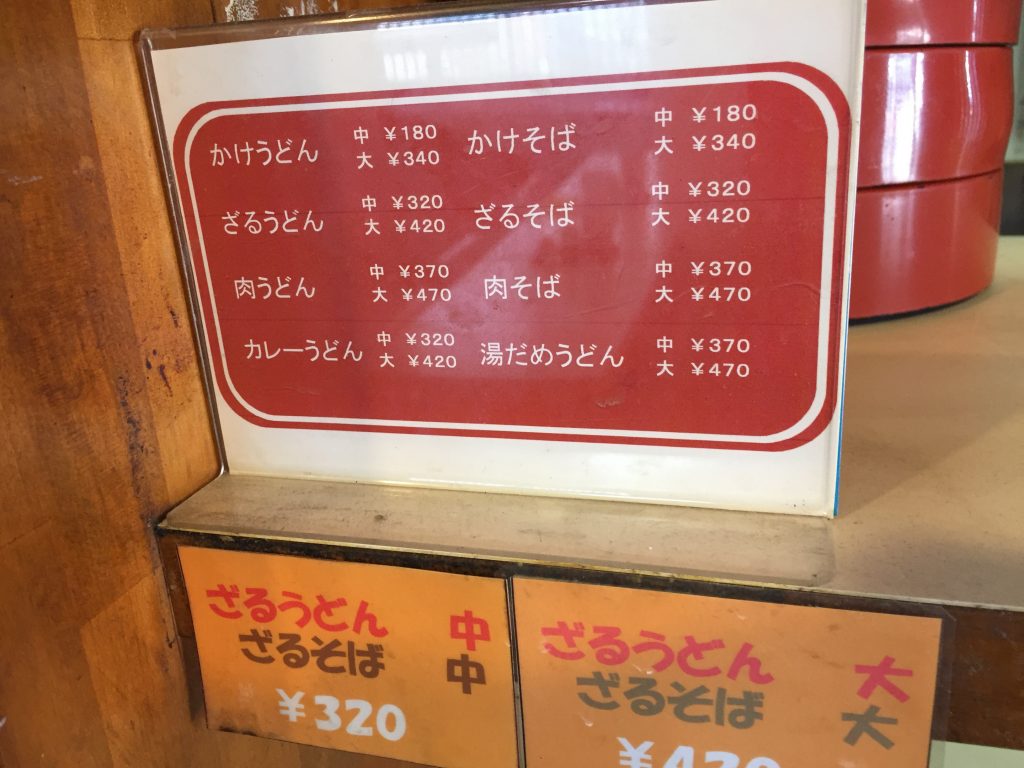 かけうどん 中 ¥180 かけそば 中 ¥180
大 ¥340 大 ¥340
ざるうどん 中 ¥320 ざるそば 中 ¥320
大 ¥420 大 ¥420
肉うどん 中 ¥370 肉そば 中 ¥370
大 ¥470 大 ¥470
カレーうどん 中 ¥320 湯だめうどん 中 ¥370
大 ¥420 大 ¥470
ざるうどん 中
ざるそば 中
¥320
ざるうどん 大
ざるそば 大
¥420